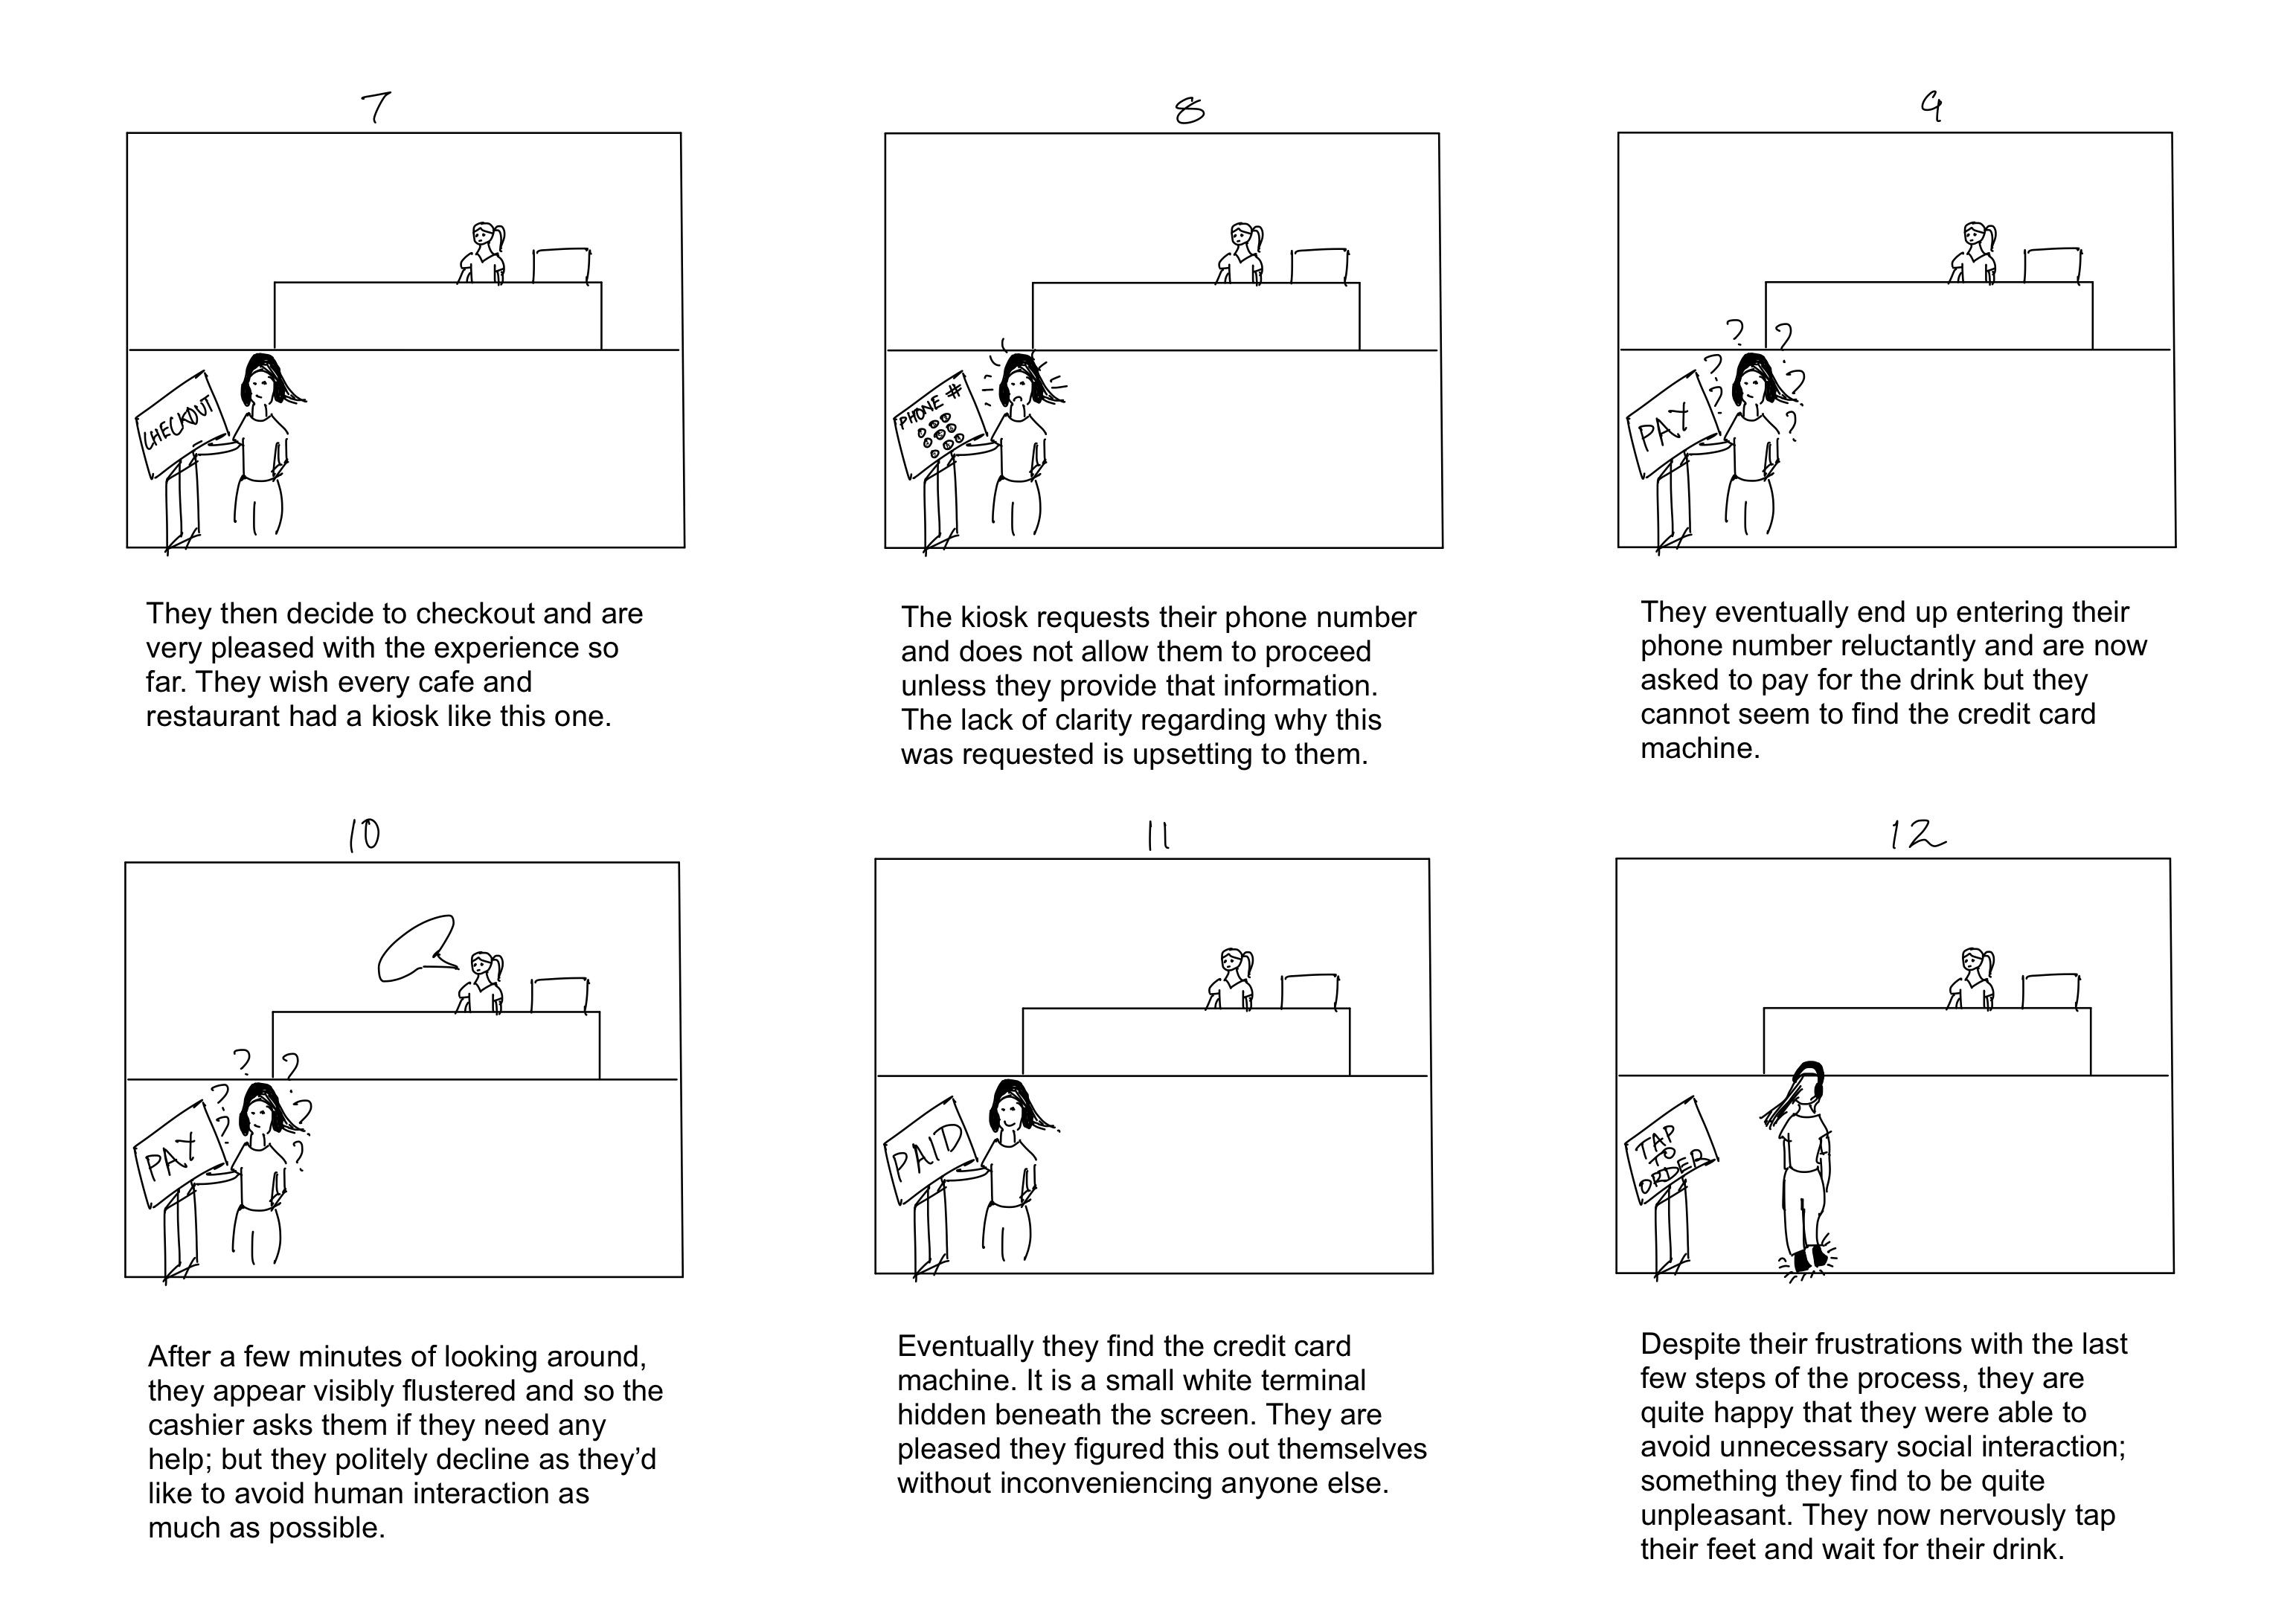 7
CHECKOUT
They then decide to checkout and are
very pleased with the experience so
far. They wish every cafe and
restaurant had a kiosk like this one.
8
PHONE #
The kiosk requests their phone number
and does not allow them to proceed
unless they provide that information.
The lack of clarity regarding why this
was requested is upsetting to them.
9
? ?
?
?
?
?
PAY
They eventually end up entering their
phone number reluctantly and are now
asked to pay for the drink but they
cannot seem to find the credit card
machine.
10
? ?
?
?
?
?
PAY
After a few minutes of looking around,
they appear visibly flustered and so the
cashier asks them if they need any
help; but they politely decline as they’d
like to avoid human interaction as
much as possible.
11
PAID
Eventually they find the credit card
machine. It is a small white terminal
hidden beneath the screen. They are
pleased they figured this out themselves
without inconveniencing anyone else.
12
TAP
TO
ORDER
Despite their frustrations with the last
few steps of the process, they are
quite happy that they were able to
avoid unnecessary social interaction;
something they find to be quite
unpleasant. They now nervously tap
their feet and wait for their drink.